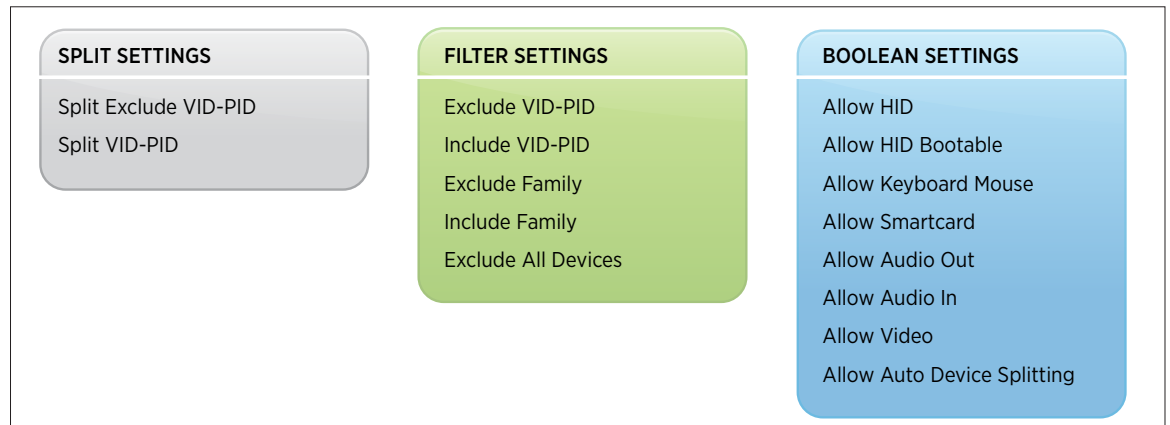 SPLIT SETTINGS
Split Exclude VID-PID
Split VID-PID
FILTER SETTINGS
Exclude VID-PID
Include VID-PID
Exclude Family
Include Family
Exclude All Devices
BOOLEAN SETTINGS
Allow HID
Allow HID Bootable
Allow Keyboard Mouse
Allow Smartcard
Allow Audio Out
Allow Audio In
Allow Video
Allow Auto Device Splitting